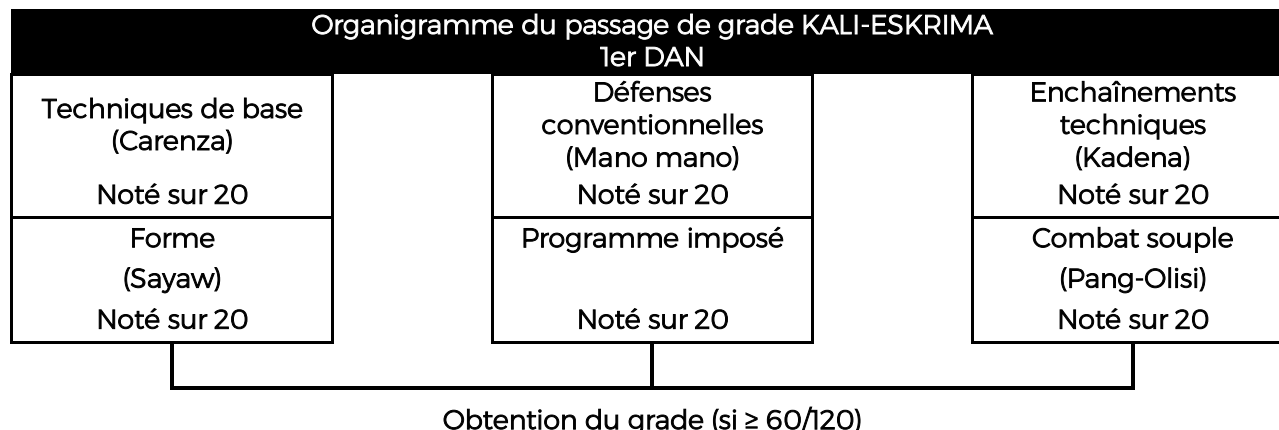 Organigramme du passage de grade KALI-ESKRIMA
1er DAN
Techniques de base
(Carenza)
Noté sur 20
Défenses
conventionnelles
(Mano mano)
Noté sur 20
Enchaînements
techniques
(Kadena)
Noté sur 20
Forme
(Sayaw)
Noté sur 20
Programme imposé
Noté sur 20
Combat souple
(Pang-Olisi)
Noté sur 20
Obtention du grade (si ≥ 60/120)